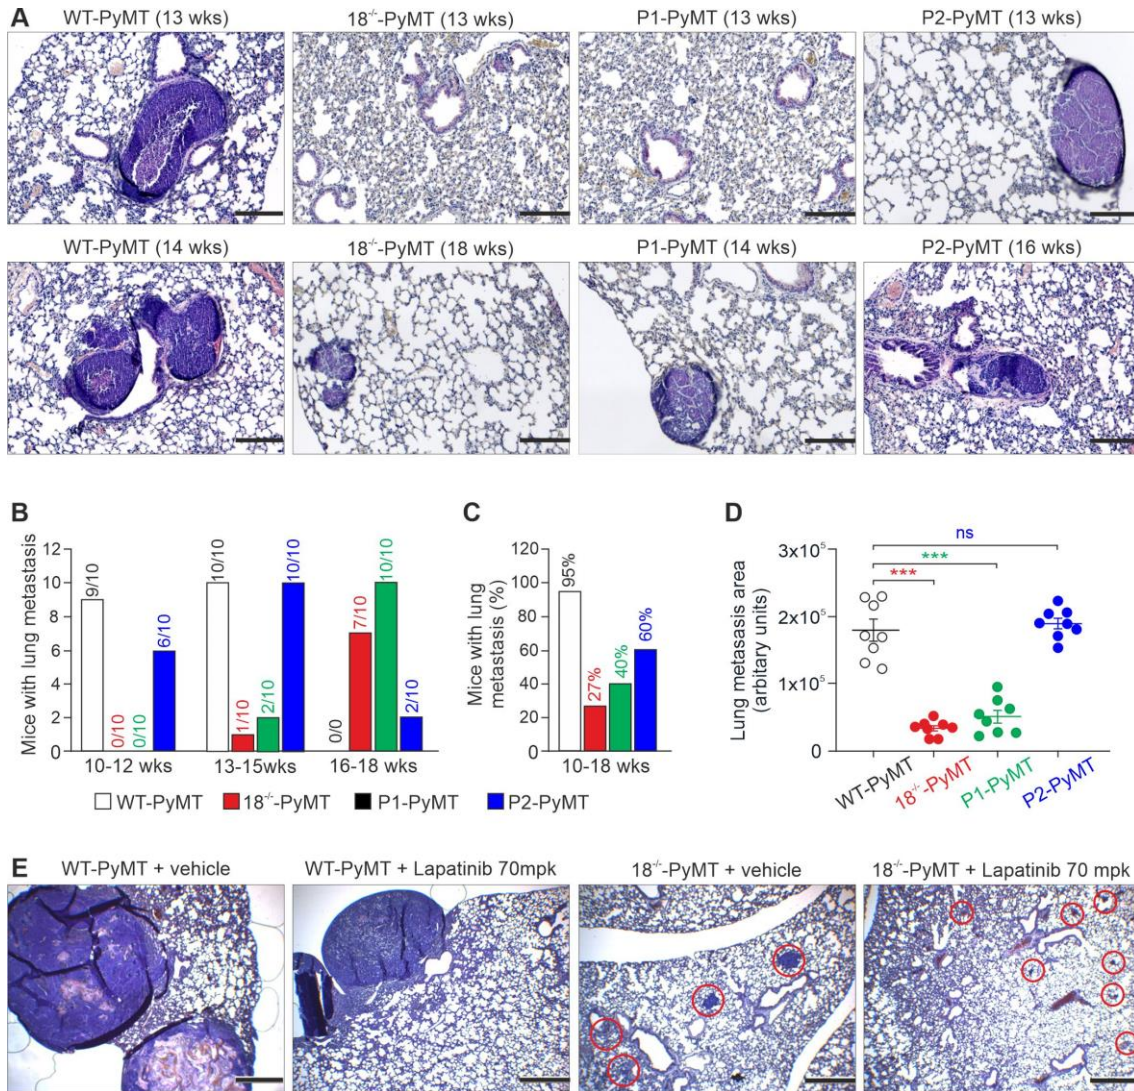 A
WT-PyMT (13 wks)
18⁻/⁻-PyMT (13 wks)
P1-PyMT (13 wks)
P2-PyMT (13 wks)
WT-PyMT (14 wks)
18⁻/⁻-PyMT (18 wks)
P1-PyMT (14 wks)
P2-PyMT (16 wks)
B
Mice with lung metastasis
12
10
8
6
4
2
0
9/10
0/10
0/10
6/10
10/10
1/10
2/10
10/10
0/0
7/10
10/10
2/10
10-12 wks
13-15wks
16-18 wks
C
Mice with lung
metastasis (%)
120
100
80
60
40
20
0
95%
27%
40%
60%
10-18 wks
WT-PyMT
18⁻/⁻-PyMT
P1-PyMT
P2-PyMT
D
Lung metasasis area
(arbitary units)
3x10⁵
2x10⁵
1x10⁵
0
ns
***
***
WT-PyMT
18⁻/⁻-PyMT
P1-PyMT
P2-PyMT
E
WT-PyMT + vehicle
WT-PyMT + Lapatinib 70mpk
18⁻/⁻-PyMT + vehicle
18⁻/⁻-PyMT + Lapatinib 70 mpk